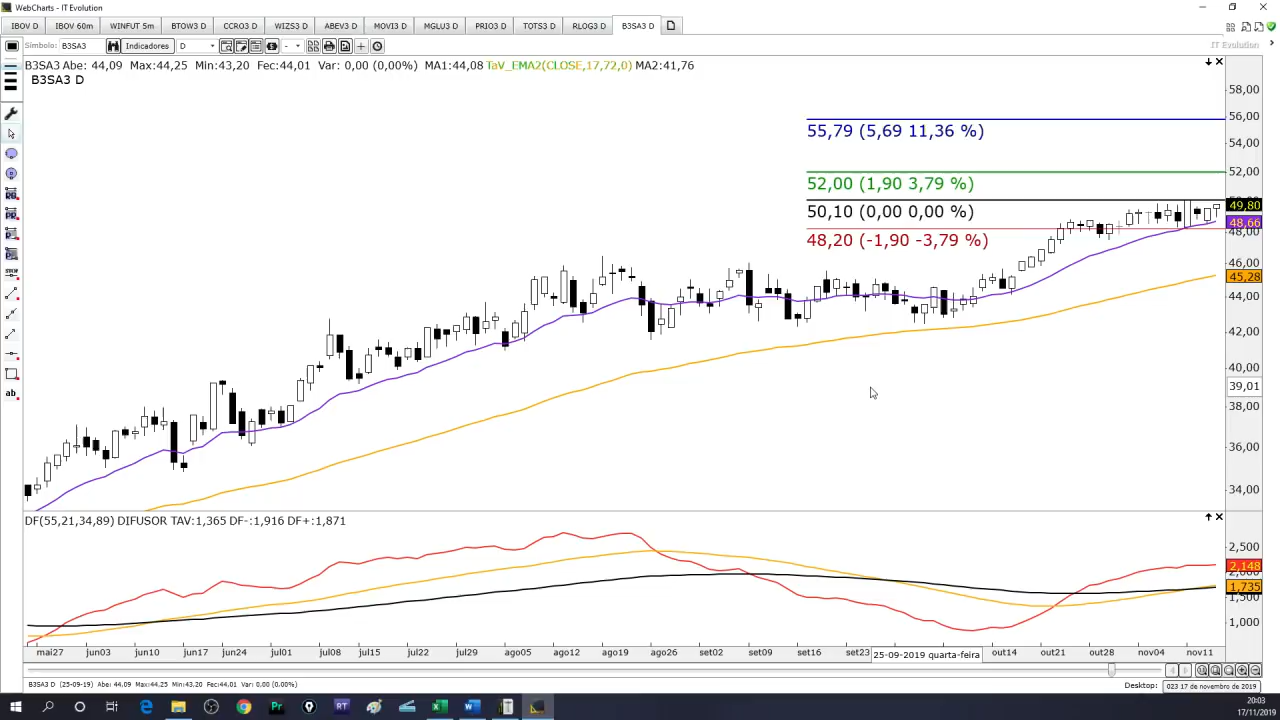 WebCharts - IT Evolution
IBOV D IBOV 60m WINFUT 5m BTOW3 D CCRO3 D WIZS3 D ABEV3 D MOVI3 D MGLU3 D PRIO3 D TOTS3 D RLOG3 D B3SA3 D
Símbolo: B3SA3 Indicadores D - IT Evolution
B3SA3 Abe: 44,09 Max:44,25 Min:43,20 Fec:44,01 Var: 0,00 (0,00%) MA1:44,08 TaV_EMA2(CLOSE,17,72,0) MA2:41,76
B3SA3 D
58,00
56,00
55,79 (5,69 11,36 %)
54,00
52,00
52,00 (1,90 3,79 %)
49,80
50,10 (0,00 0,00 %)
48,66
48,00
48,20 (-1,90 -3,79 %)
46,00
45,28
44,00
42,00
40,00
39,01
38,00
36,00
34,00
ab
DF(55,21,34,89) DIFUSOR TAV:1,365 DF-:1,916 DF+:1,871
2,500
2,148
1,735
1,500
1,000
mai27 jun03 jun10 jun17 jun24 jul01 jul08 jul15 jul22 jul29 ago05 ago12 ago19 ago26 set02 set09 set16 set23 25-09-2019 quarta-feira out14 out21 out28 nov04 nov11
B3SA3 D (25-09-19) Abe: 44,09 Max:44,25 Min:43,20 Fec:44,01 Var: 0,00 (0,00%) Desktop: 023 17 de novembro de 2019
20:03
17/11/2019